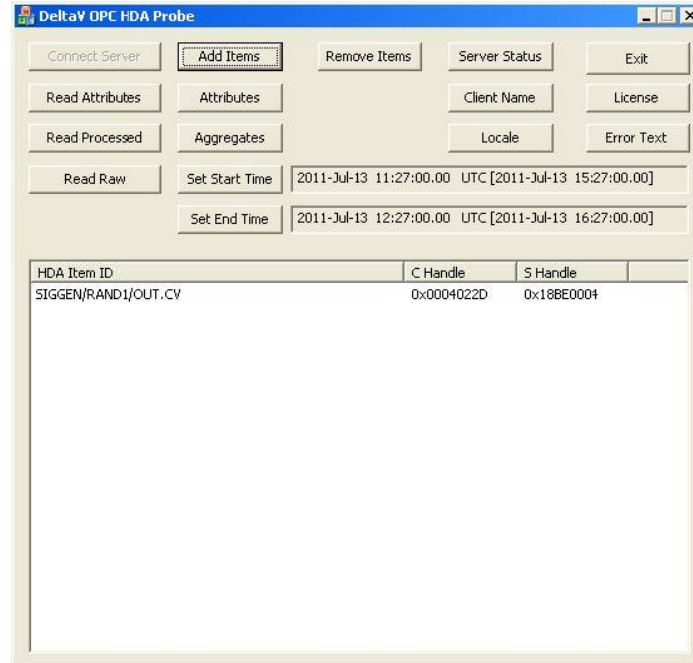 DeltaV OPC HDA Probe
Connect Server Add Items Remove Items Server Status Exit
Read Attributes Attributes Client Name License
Read Processed Aggregates Locale Error Text
Read Raw Set Start Time 2011-Jul-13 11:27:00.00 UTC [2011-Jul-13 15:27:00.00]
Set End Time 2011-Jul-13 12:27:00.00 UTC [2011-Jul-13 16:27:00.00]
HDA Item ID C Handle S Handle
SIGGEN/RAND1/OUT.CV 0x0004022D 0x18BE0004